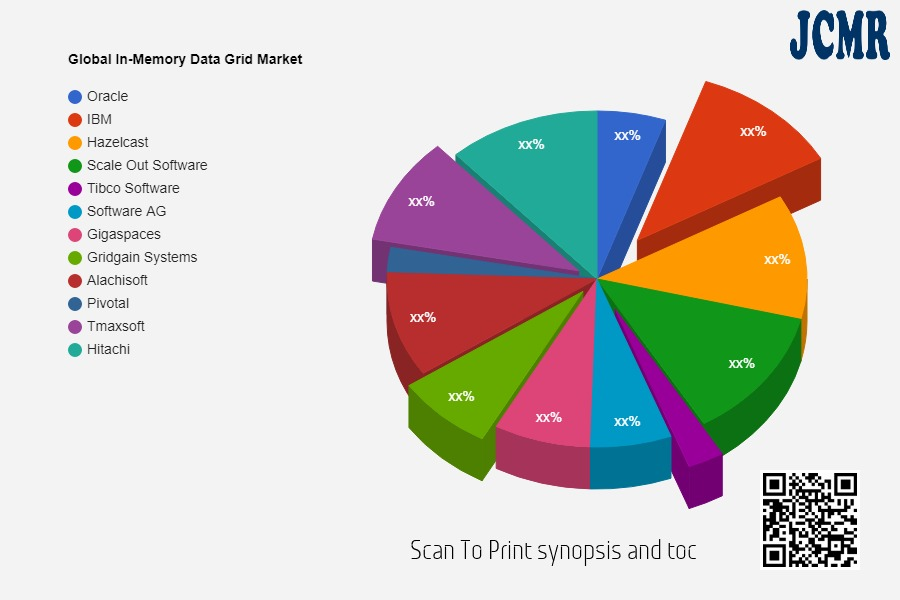 JCMR
Global In-Memory Data Grid Market
Oracle
IBM
Hazelcast
Scale Out Software
Tibco Software
Software AG
Gigaspaces
Gridgain Systems
Alachisoft
Pivotal
Tmaxsoft
Hitachi
xx%
xx%
xx%
xx%
xx%
xx%
xx%
xx%
xx%
xx%
Scan To Print synopsis and toc